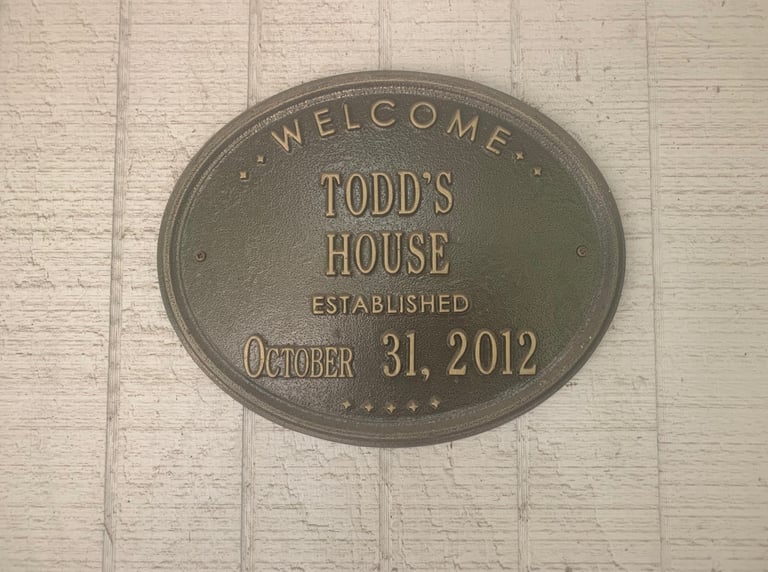 WELCOME
TODD'S
HOUSE
ESTABLISHED
OCTOBER 31, 2012